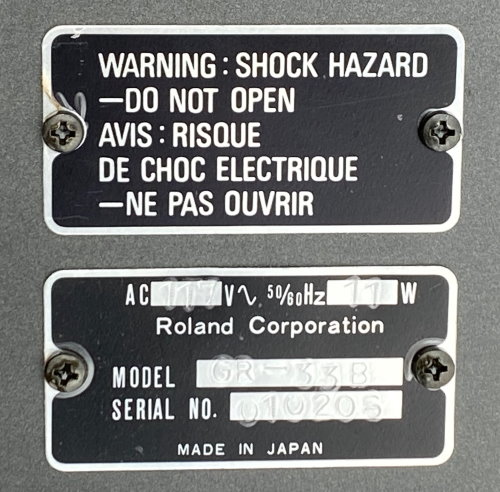 WARNING : SHOCK HAZARD
—DO NOT OPEN
AVIS : RISQUE
DE CHOC ELECTRIQUE
—NE PAS OUVRIR
AC 117 V∿ 50/60Hz 11 W
Roland Corporation
MODEL GR-33B
SERIAL NO. 010205
MADE IN JAPAN